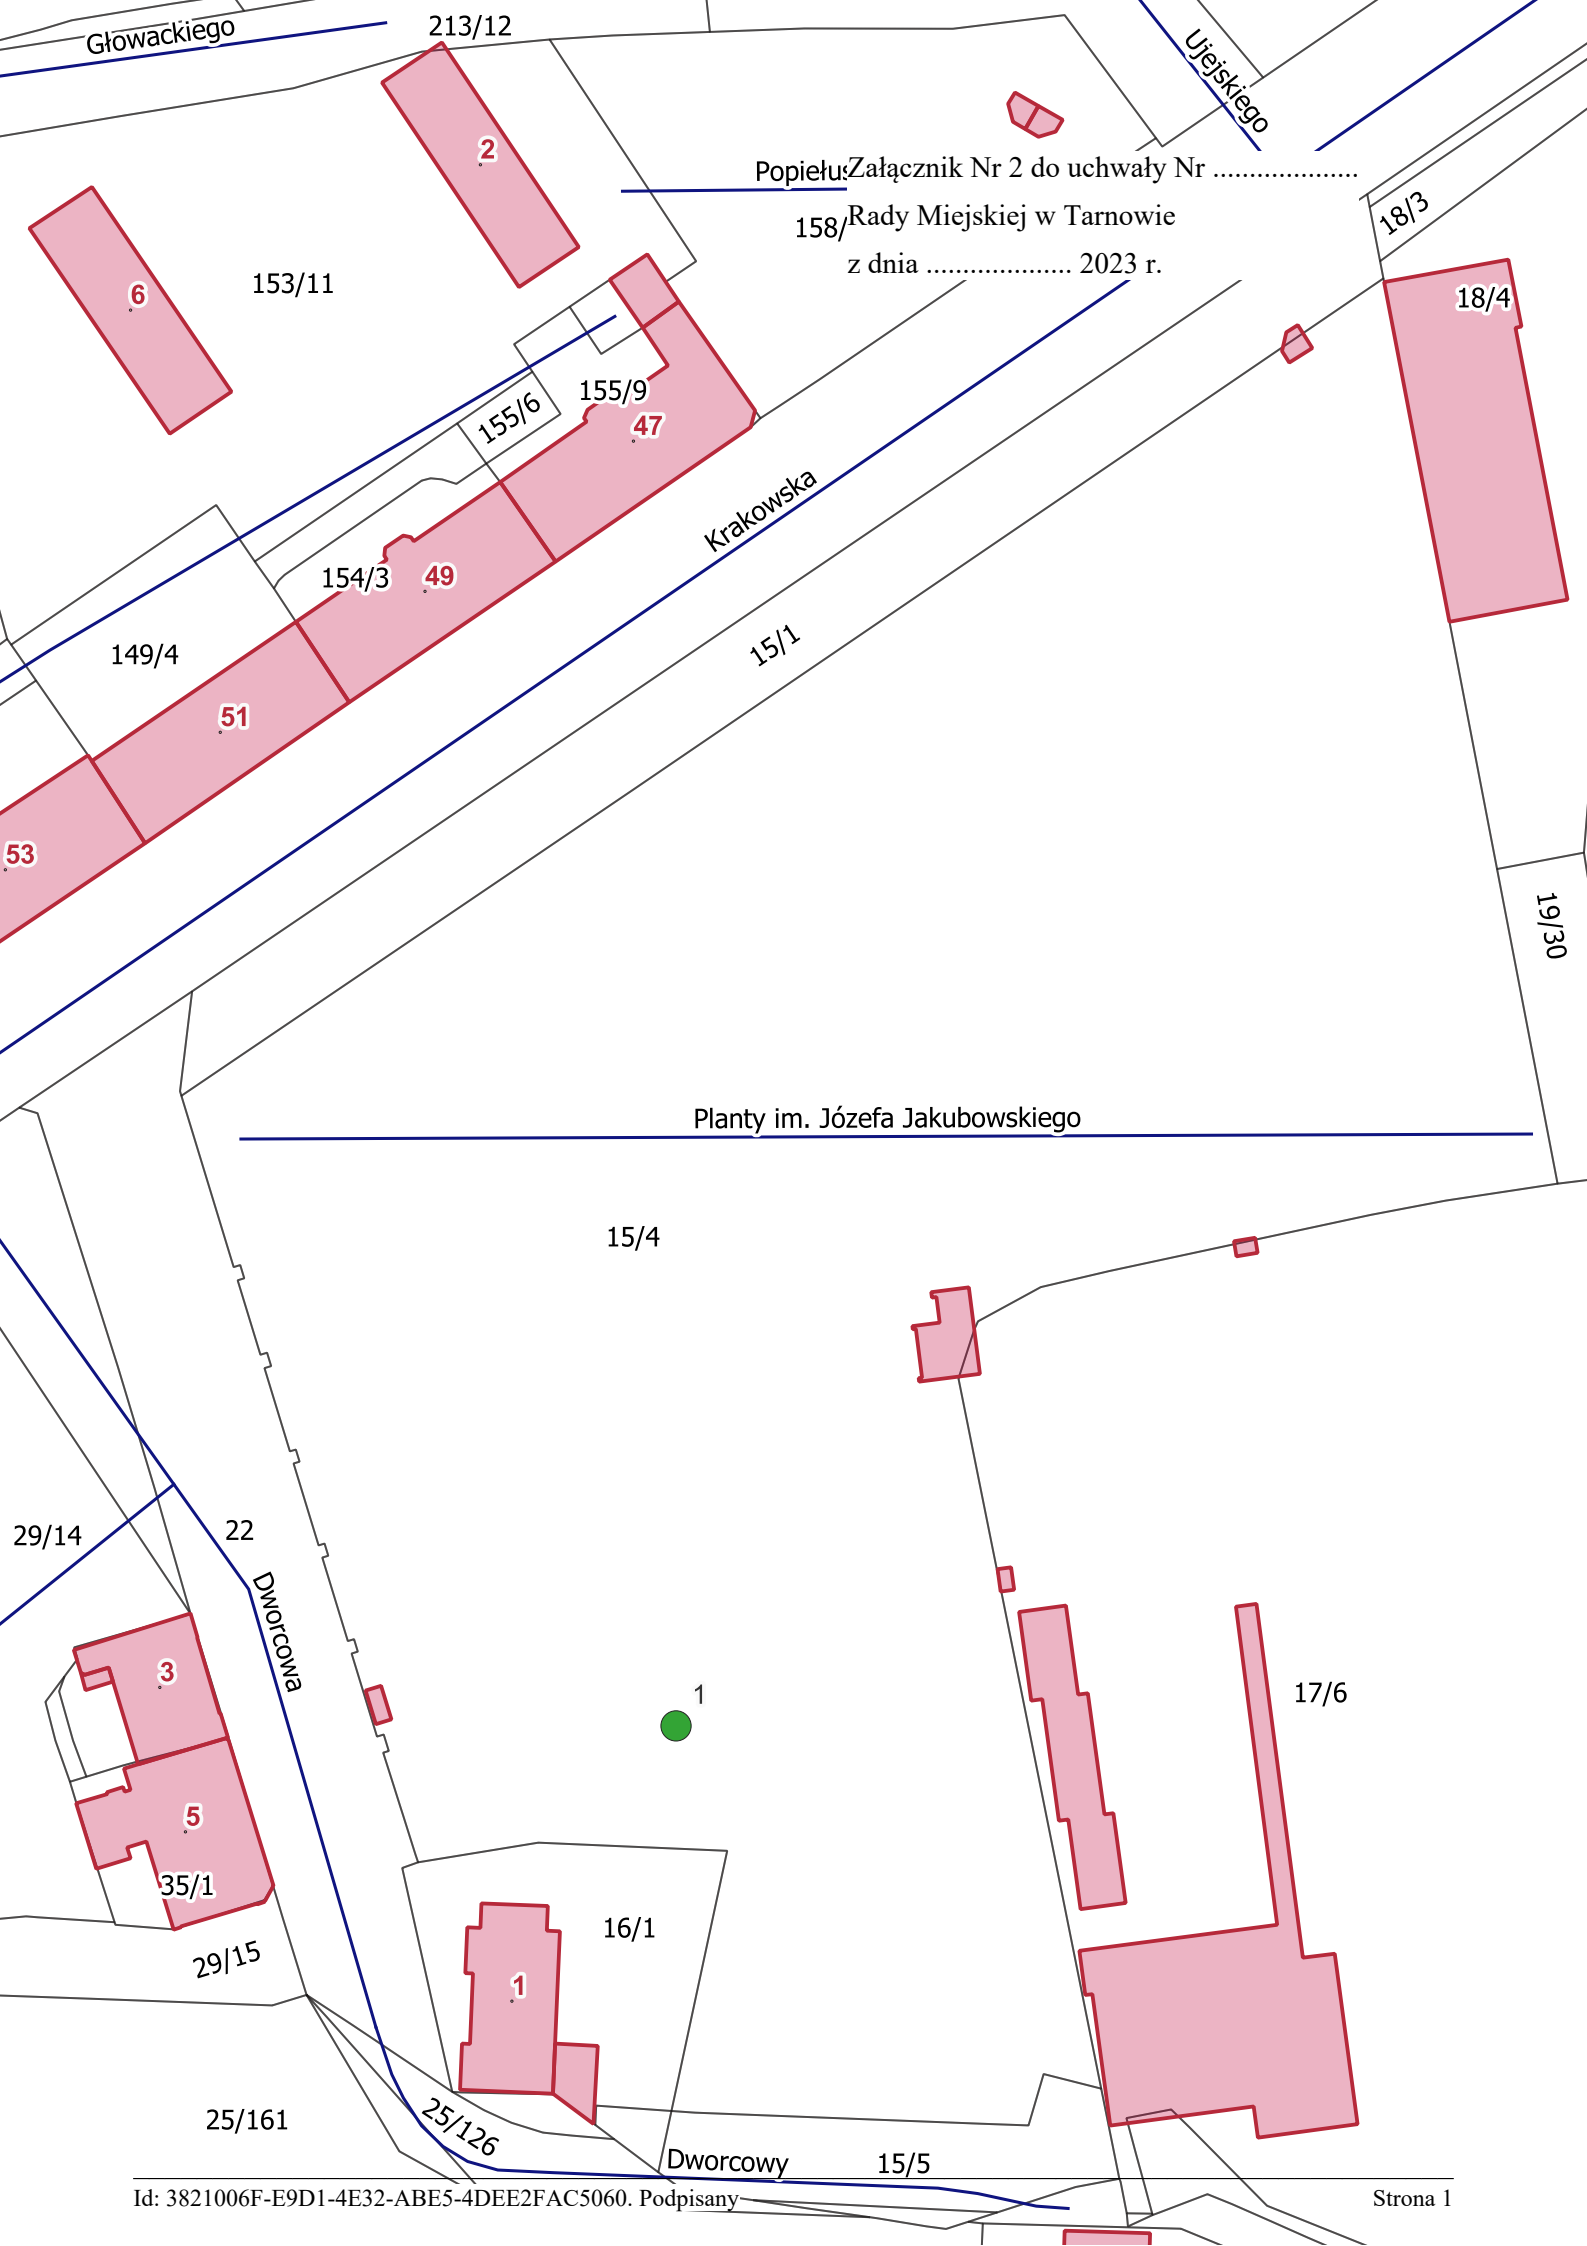 Głowackiego
213/12
Ujejskiego
2
Załącznik Nr 2 do uchwały Nr ....................
158/
Rady Miejskiej w Tarnowie
18/3
z dnia .................... 2023 r.
153/11
6
18/4
155/9
155/6
47
Krakowska
154/3
49
15/1
149/4
51
53
19/30
Planty im. Józefa Jakubowskiego
15/4
29/14
22
Dworcowa
3
1
17/6
5
35/1
16/1
29/15
1
25/161
25/126
Dworcowy
15/5
Id: 3821006F-E9D1-4E32-ABE5-4DEE2FAC5060. Podpisany
Strona 1